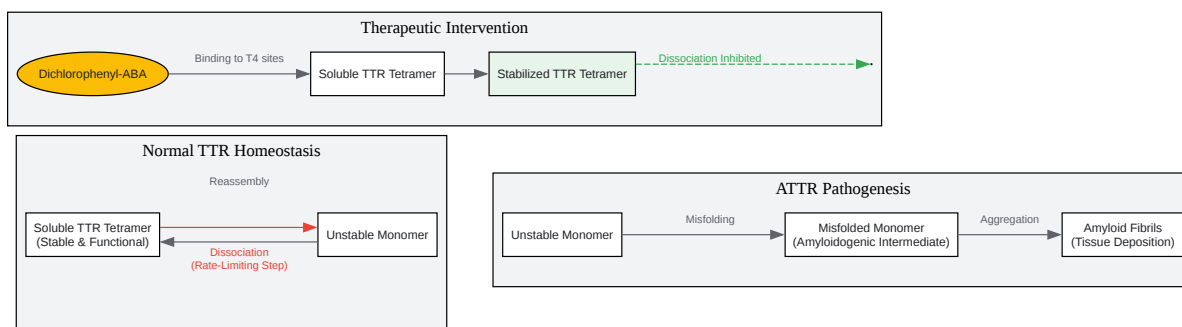 Therapeutic Intervention
Dichlorophenyl-ABA
Binding to T4 sites
Soluble TTR Tetramer
Stabilized TTR Tetramer
Dissociation Inhibited
Normal TTR Homeostasis
Reassembly
Soluble TTR Tetramer
(Stable & Functional)
Unstable Monomer
Dissociation
(Rate-Limiting Step)
ATTR Pathogenesis
Unstable Monomer
Misfolding
Misfolded Monomer
(Amyloidogenic Intermediate)
Aggregation
Amyloid Fibrils
(Tissue Deposition)